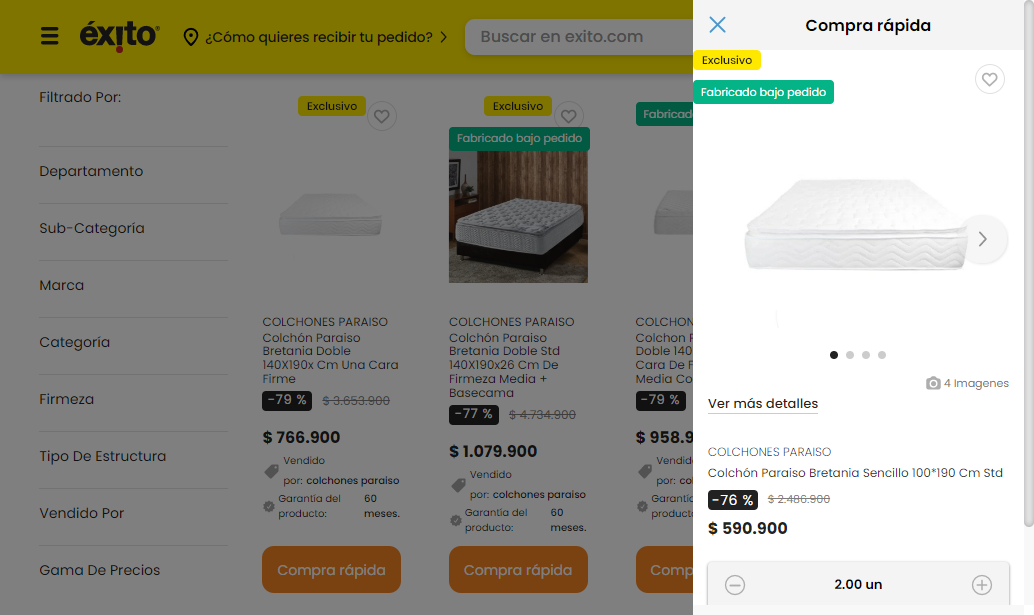 éxito
¿Cómo quieres recibir tu pedido?
Buscar en exito.com
Compra rápida
Exclusivo
Fabricado bajo pedido
Filtrado Por:
Departamento
Sub-Categoría
Marca
Categoría
Firmeza
Tipo De Estructura
Vendido Por
Gama De Precios
Exclusivo
COLCHONES PARAISO
Colchón Paraiso
Bretania Doble
140X190x Cm Una Cara
Firme
-79 % $ 3.653.900
$ 766.900
Vendido
por: colchones paraiso
Garantía del 60
producto: meses.
Compra rápida
Exclusivo
Fabricado bajo pedido
COLCHONES PARAISO
Colchón Paraiso
Bretania Doble Std
140X190x26 Cm De
Firmeza Media +
Basecama
-77 % $ 4.734.900
$ 1.079.900
Vendido
por: colchones paraiso
Garantía del 60
producto: meses.
Compra rápida
Fabricad
COLCHON
Colchon P
Doble 140
Cara De F
Media Co
-79 %
$ 958.9
Vendid
por: co
Garantí
product
Comp
4 Imagenes
Ver más detalles
COLCHONES PARAISO
Colchón Paraiso Bretania Sencillo 100*190 Cm Std
-76 % $ 2.486.900
$ 590.900
2.00 un